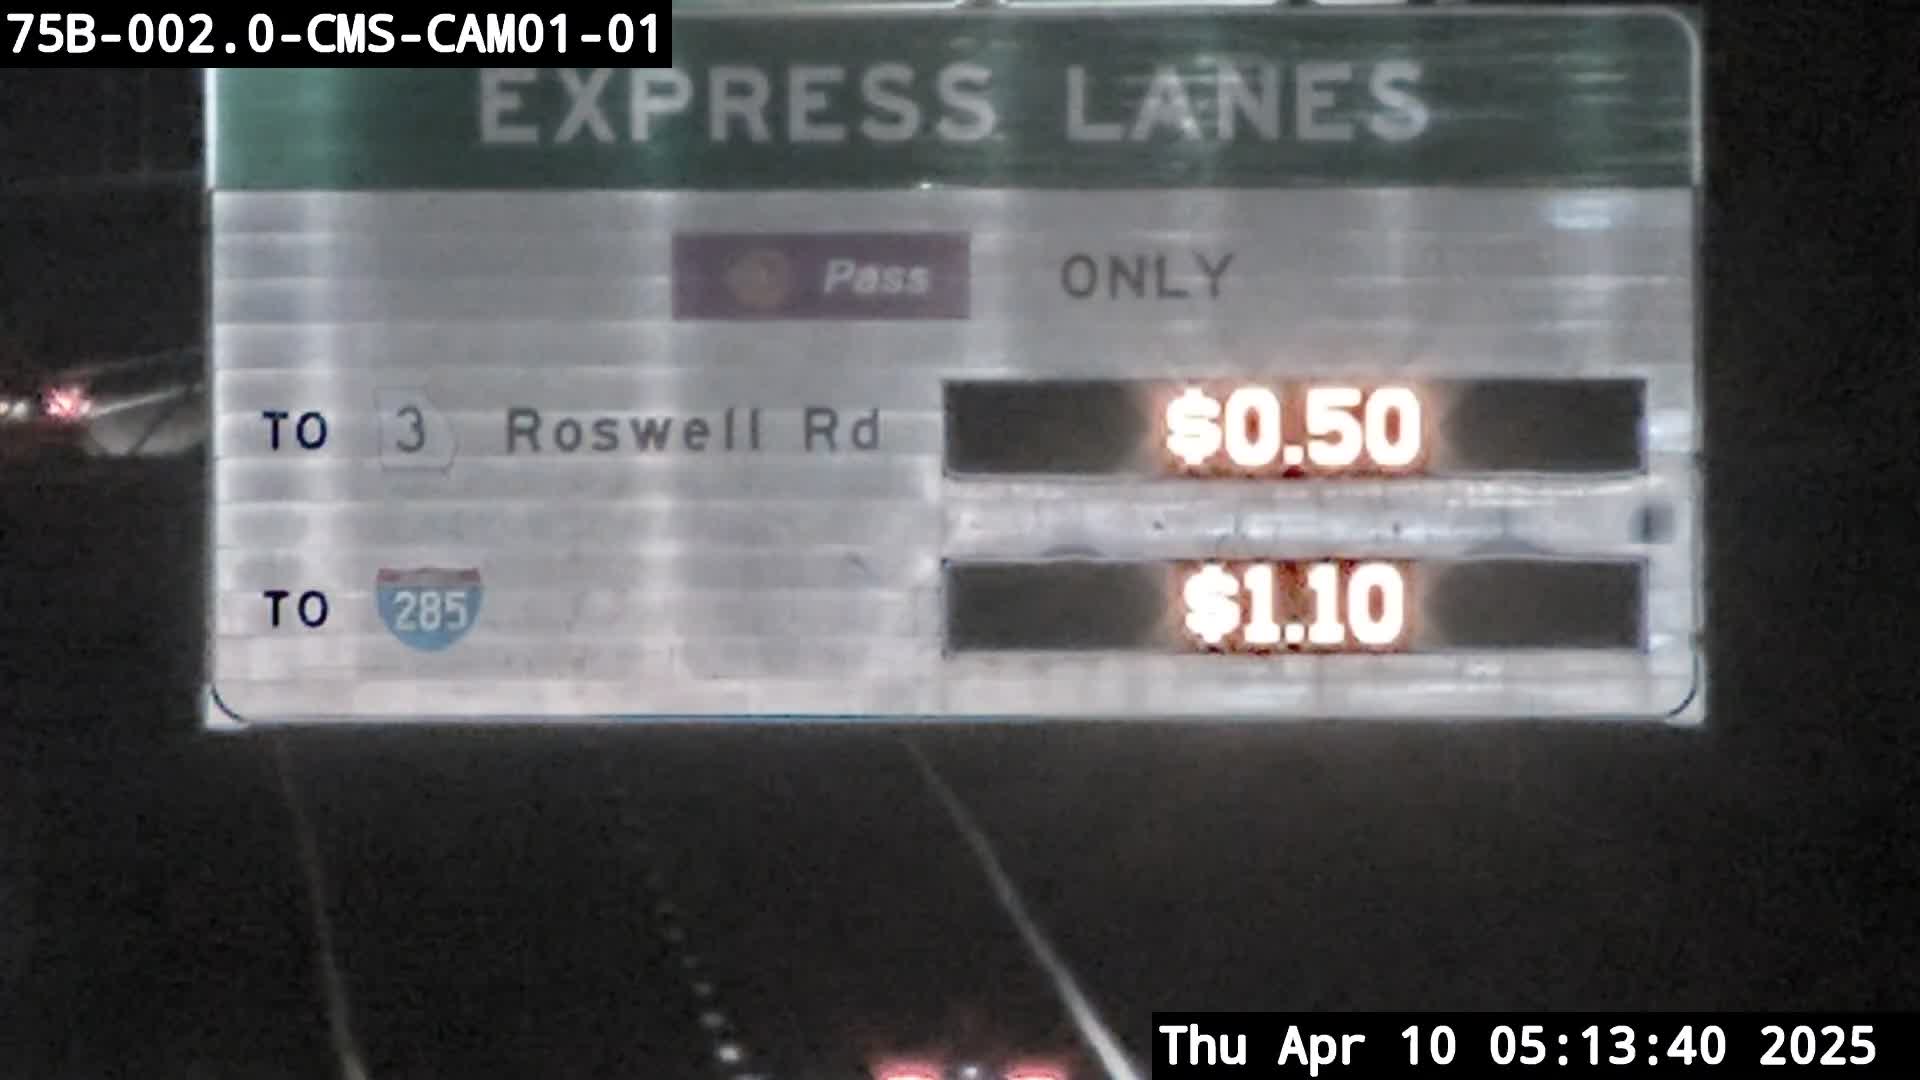 75B-002.0-CMS-CAM01-01
EXPRESS LANES
Pass ONLY
TO 3 Roswell Rd $0.50
TO 285 $1.10
Thu Apr 10 05:13:40 2025